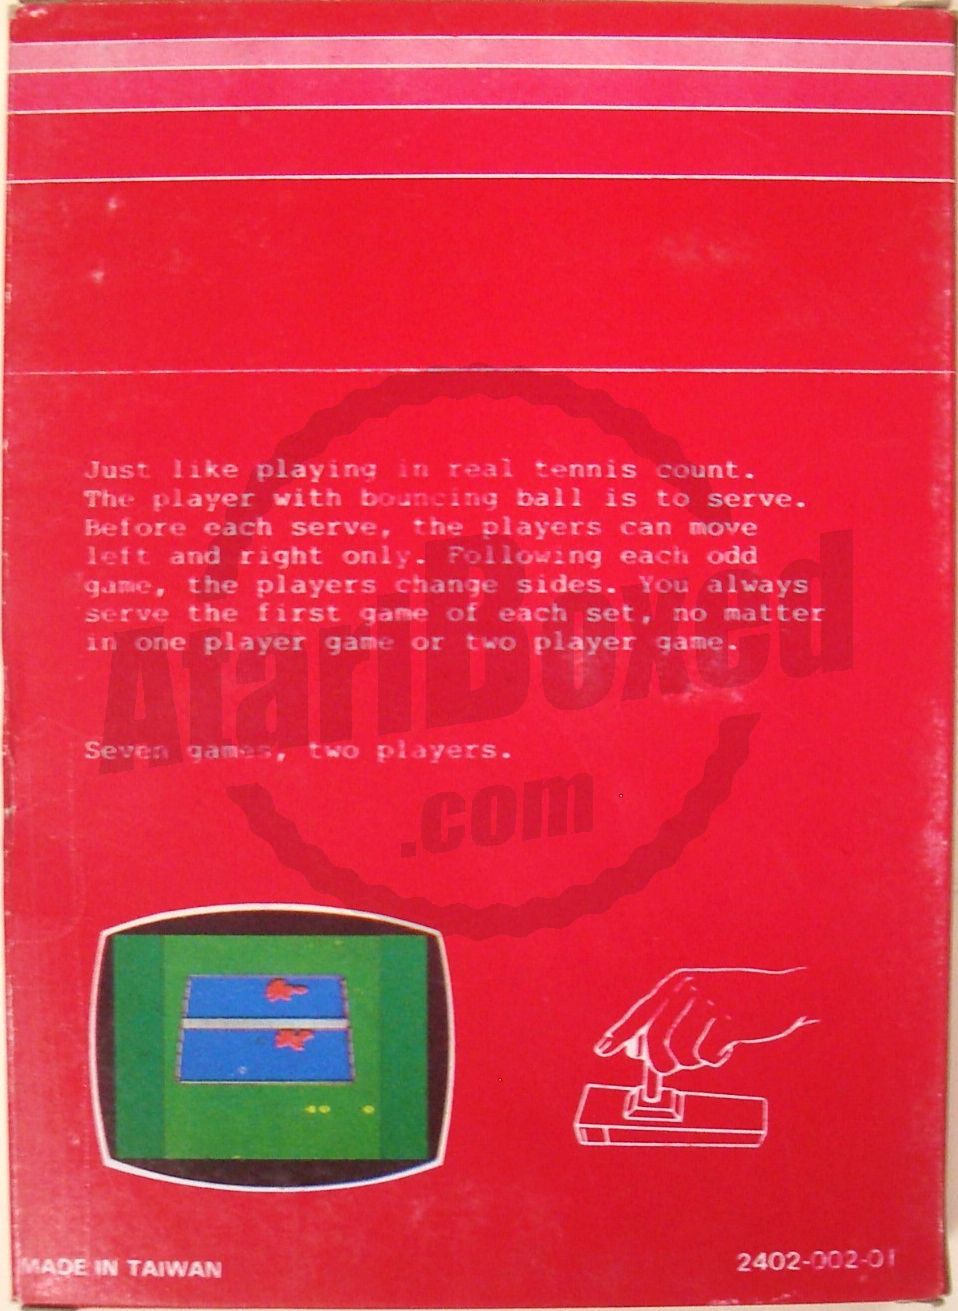 Just like playing in real tennis count.
The player with bouncing ball is to serve.
Before each serve, the players can move
left and right only. Following each odd
game, the players change sides. You always
serve the first game of each set, no matter
in one player game or two player game.
AtariBoxed
.com
Seven games, two players.
40 0
MADE IN TAIWAN
2402-002-01